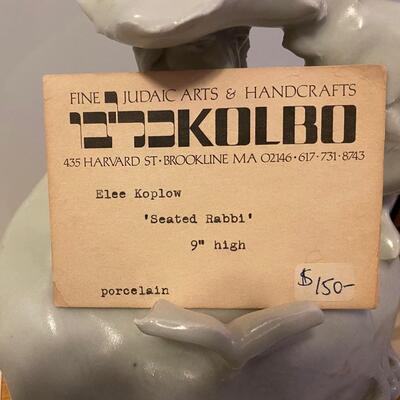 FINE JUDAIC ARTS & HANDCRAFTS
כלבו KOLBO
435 HARVARD ST • BROOKLINE MA 02146 • 617 • 731 • 8743
Elee Koplow
'Seated Rabbi'
9" high
porcelain
$150-